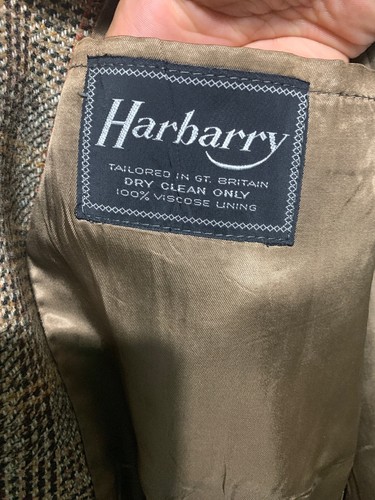 Harbarry
TAILORED IN GT. BRITAIN
DRY CLEAN ONLY
100% VISCOSE LINING